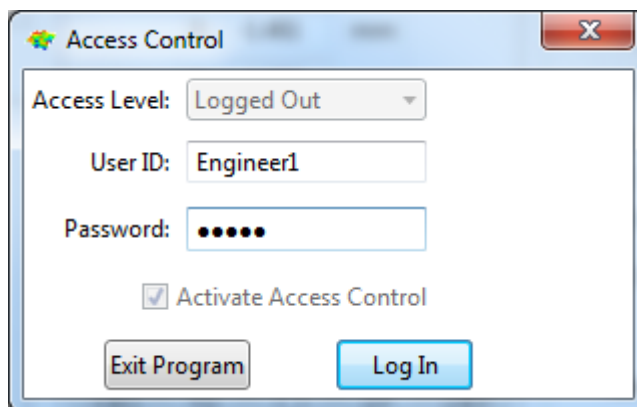 Access Control
Access Level: Logged Out
User ID: Engineer1
Password: •••••
Activate Access Control
Exit Program Log In